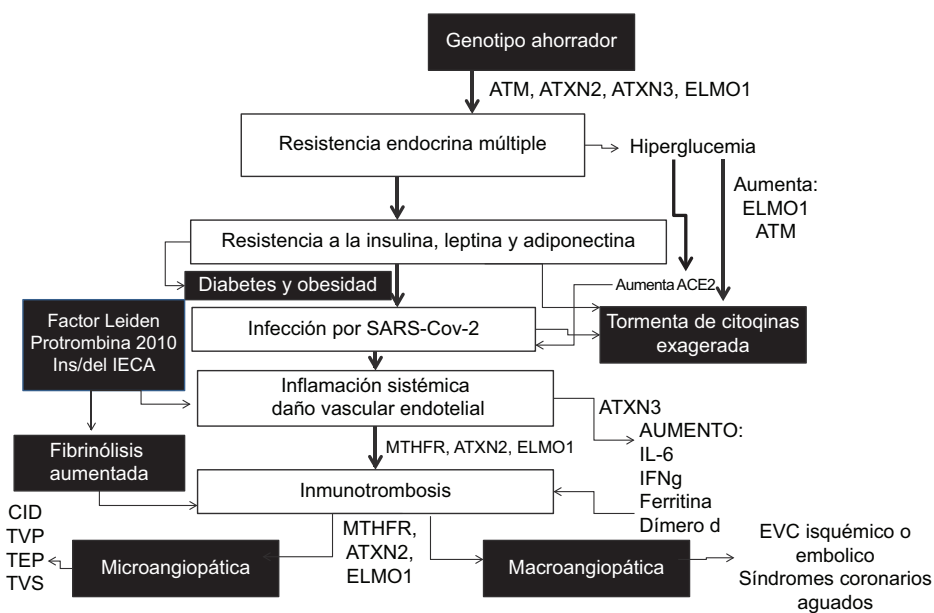 Genotipo ahorrador
ATM, ATXN2, ATXN3, ELMO1
Resistencia endocrina múltiple
Hiperglucemia
Aumenta:
ELMO1
ATM
Resistencia a la insulina, leptina y adiponectina
Diabetes y obesidad
Aumenta ACE2
Factor Leiden
Protrombina 2010
Ins/del IECA
Infección por SARS-Cov-2
Tormenta de citoqinas
exagerada
Inflamación sistémica
daño vascular endotelial
ATXN3
AUMENTO:
IL-6
IFNg
Ferritina
Dímero d
Fibrinólisis
aumentada
MTHFR, ATXN2, ELMO1
Inmunotrombosis
CID
TVP
TEP
TVS
Microangiopática
MTHFR,
ATXN2,
ELMO1
Macroangiopática
EVC isquémico o
embolico
Síndromes coronarios
aguados